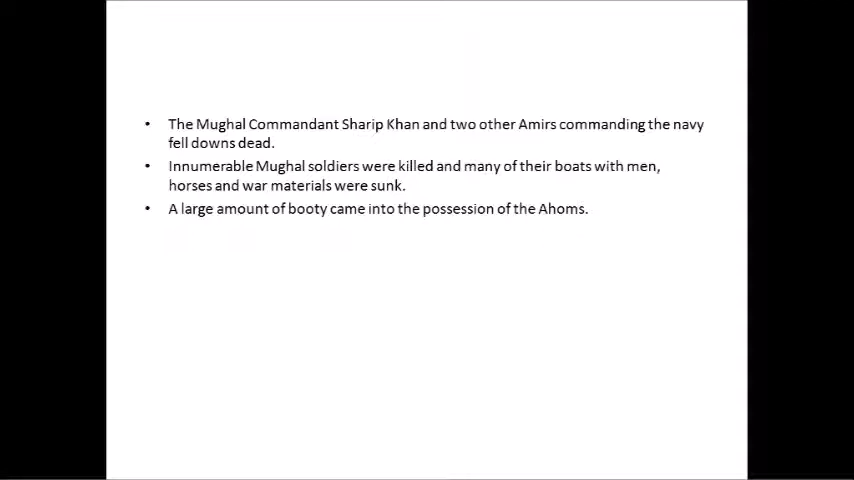 • The Mughal Commandant Sharip Khan and two other Amirs commanding the navy
fell downs dead.
• Innumerable Mughal soldiers were killed and many of their boats with men,
horses and war materials were sunk.
• A large amount of booty came into the possession of the Ahoms.